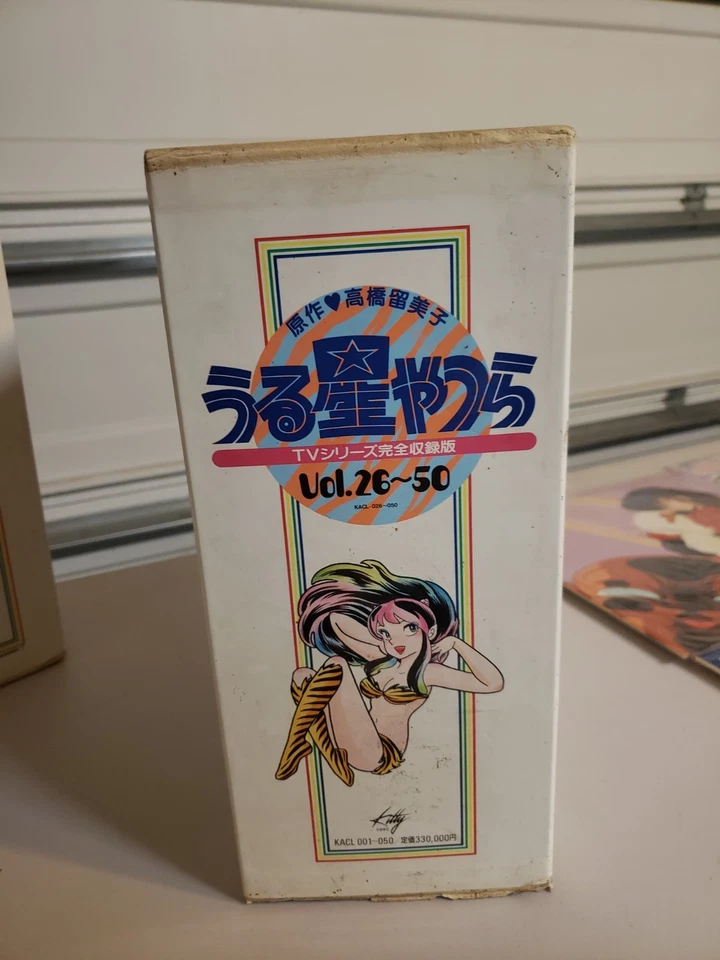 原作♥高橋留美子
うる星やつら
TVシリーズ完全収録版
Vol.26〜50
KACL-026〜050
Kitty
KACL 001〜050 定価330,000円